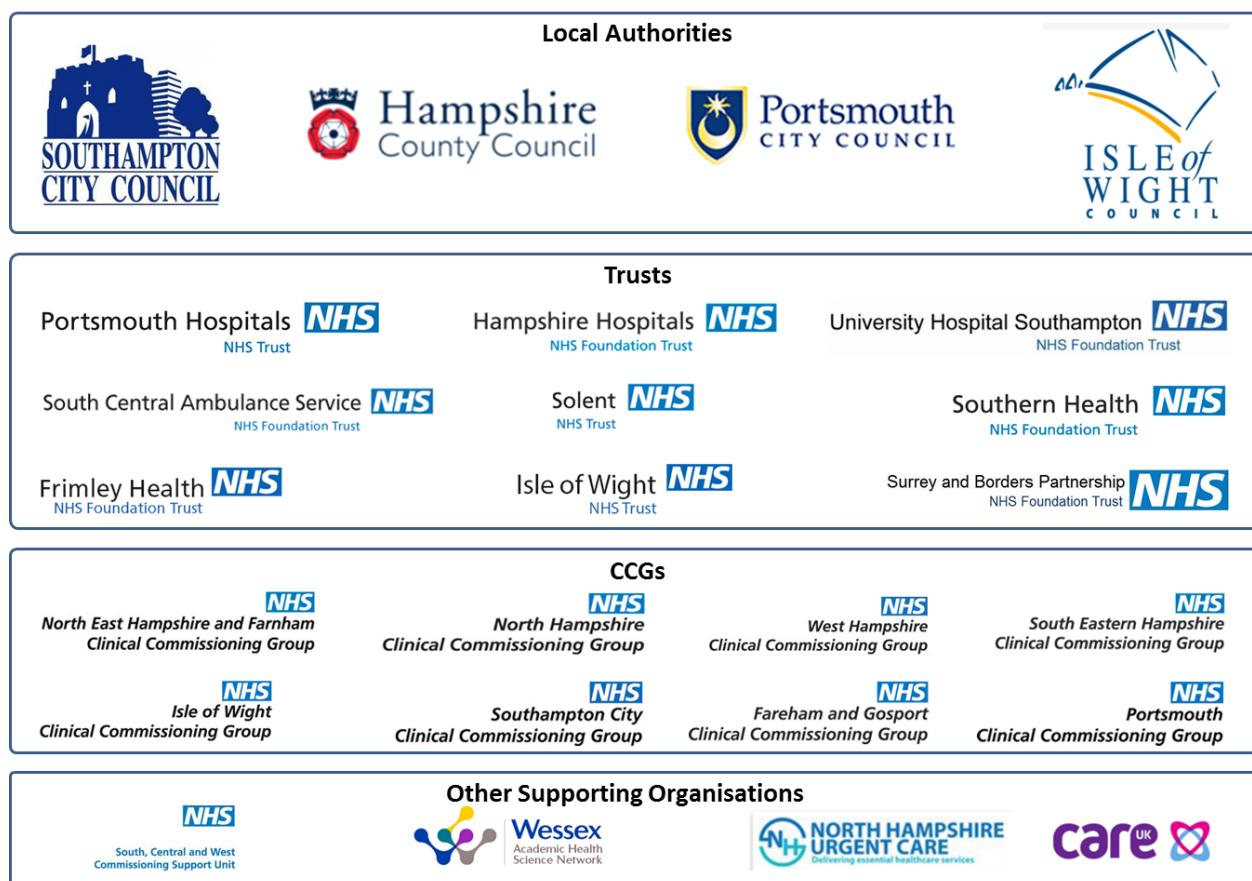 Local Authorities
SOUTHAMPTON
CITY COUNCIL
Hampshire
County Council
Portsmouth
CITY COUNCIL
ISLE of
WIGHT
COUNCIL
Trusts
Portsmouth Hospitals NHS
NHS Trust
Hampshire Hospitals NHS
NHS Foundation Trust
University Hospital Southampton NHS
NHS Foundation Trust
South Central Ambulance Service NHS
NHS Foundation Trust
Solent NHS
NHS Trust
Southern Health NHS
NHS Foundation Trust
Frimley Health NHS
NHS Foundation Trust
Isle of Wight NHS
NHS Trust
Surrey and Borders Partnership NHS
NHS Foundation Trust
CCGs
NHS
North East Hampshire and Farnham
Clinical Commissioning Group
NHS
North Hampshire
Clinical Commissioning Group
NHS
West Hampshire
Clinical Commissioning Group
NHS
South Eastern Hampshire
Clinical Commissioning Group
NHS
Isle of Wight
Clinical Commissioning Group
NHS
Southampton City
Clinical Commissioning Group
NHS
Fareham and Gosport
Clinical Commissioning Group
NHS
Portsmouth
Clinical Commissioning Group
Other Supporting Organisations
NHS
South, Central and West
Commissioning Support Unit
Wessex
Academic Health
Science Network
NH
NORTH HAMPSHIRE
URGENT CARE
Delivering essential healthcare services
care UK